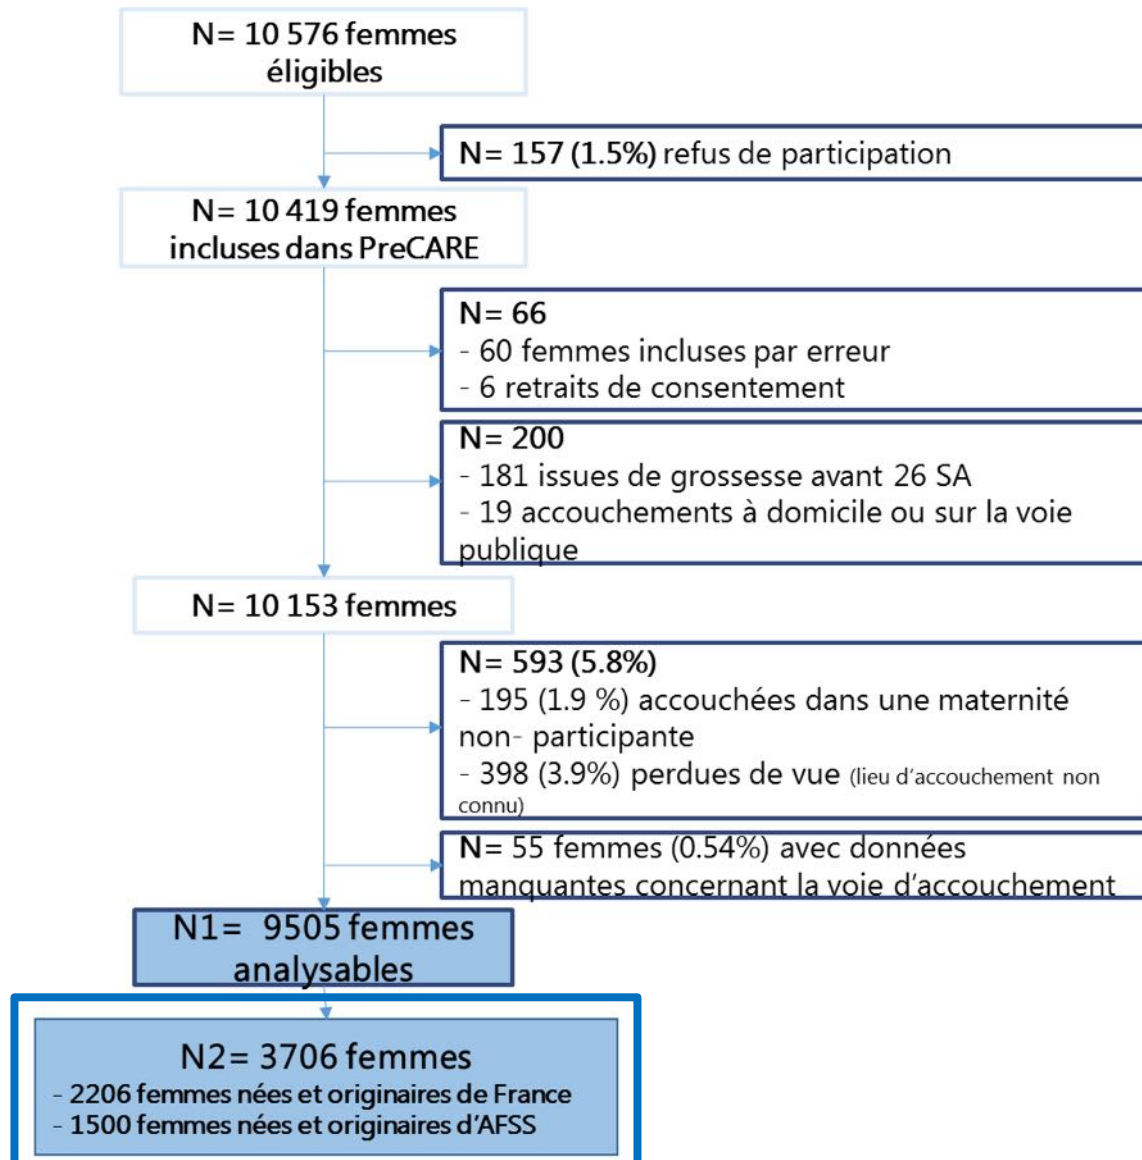 N= 10 576 femmes
éligibles
N= 157 (1.5%) refus de participation
N= 10 419 femmes
incluses dans PreCARE
N= 66
- 60 femmes incluses par erreur
- 6 retraits de consentement
N= 200
- 181 issues de grossesse avant 26 SA
- 19 accouchements à domicile ou sur la voie
publique
N= 10 153 femmes
N= 593 (5.8%)
- 195 (1.9 %) accouchées dans une maternité
non- participante
- 398 (3.9%) perdues de vue (lieu d'accouchement non
connu)
N= 55 femmes (0.54%) avec données
manquantes concernant la voie d'accouchement
N1= 9505 femmes
analysables
N2= 3706 femmes
- 2206 femmes nées et originaires de France
- 1500 femmes nées et originaires d'AFSS